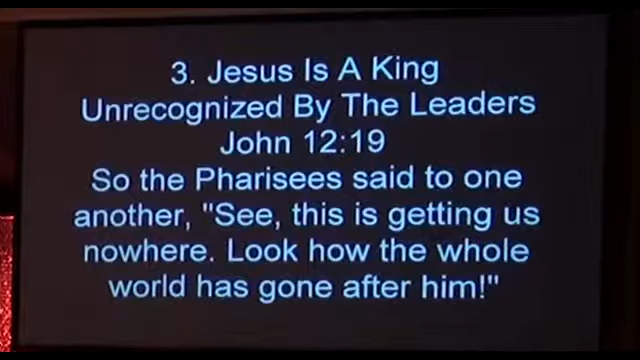 3. Jesus Is A King
Unrecognized By The Leaders
John 12:19
So the Pharisees said to one
another, "See, this is getting us
nowhere. Look how the whole
world has gone after him!"